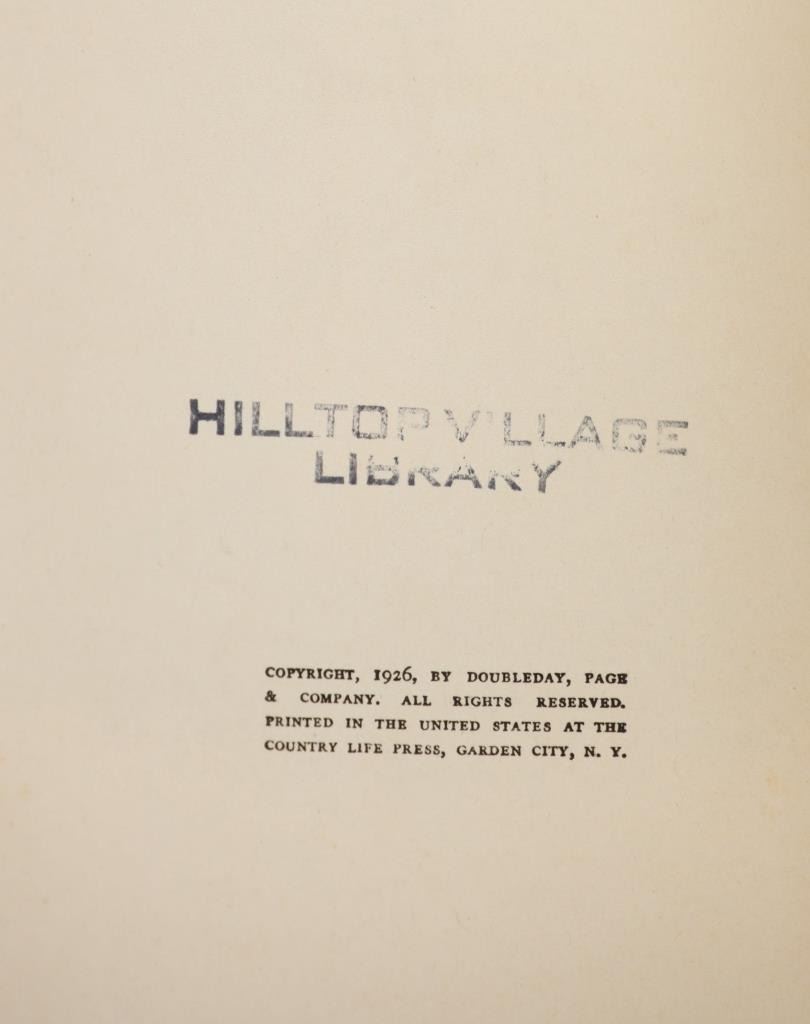 HILLTOP VILLAGE
LIBRARY
COPYRIGHT, 1926, BY DOUBLEDAY, PAGE
& COMPANY. ALL RIGHTS RESERVED.
PRINTED IN THE UNITED STATES AT THE
COUNTRY LIFE PRESS, GARDEN CITY, N. Y.